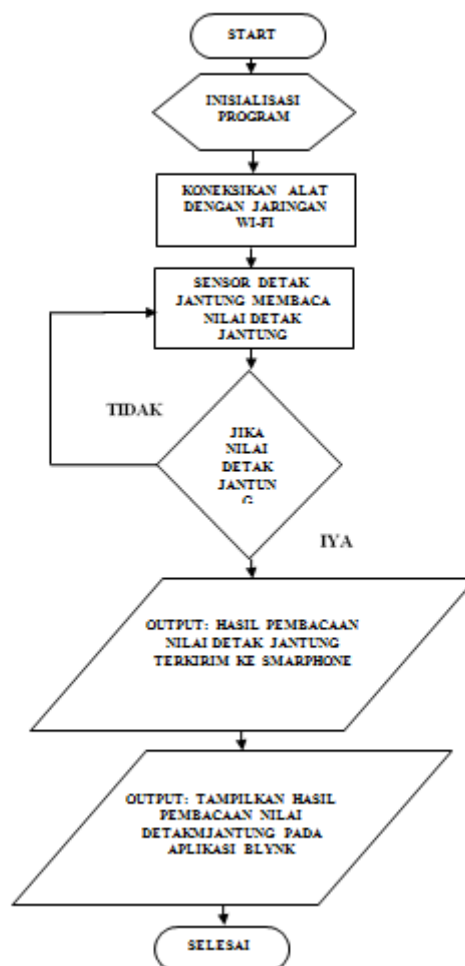 START
INISIALISASI
PROGRAM
KONEKSIKAN ALAT
DENGAN JARINGAN
WI-FI
SENSOR DETAK
JANTUNG MEMBACA
NILAI DETAK
JANTUNG
TIDAK
JIKA
NILAI
DETAK
JANTUN
G
IYA
OUTPUT: HASIL PEMBACAAN
NILAI DETAK JANTUNG
TERKIRIM KE SMARPHONE
OUTPUT: TAMPILKAN HASIL
PEMBACAAN NILAI
DETAKMJANTUNG PADA
APLIKASI BLYNK
SELESAI